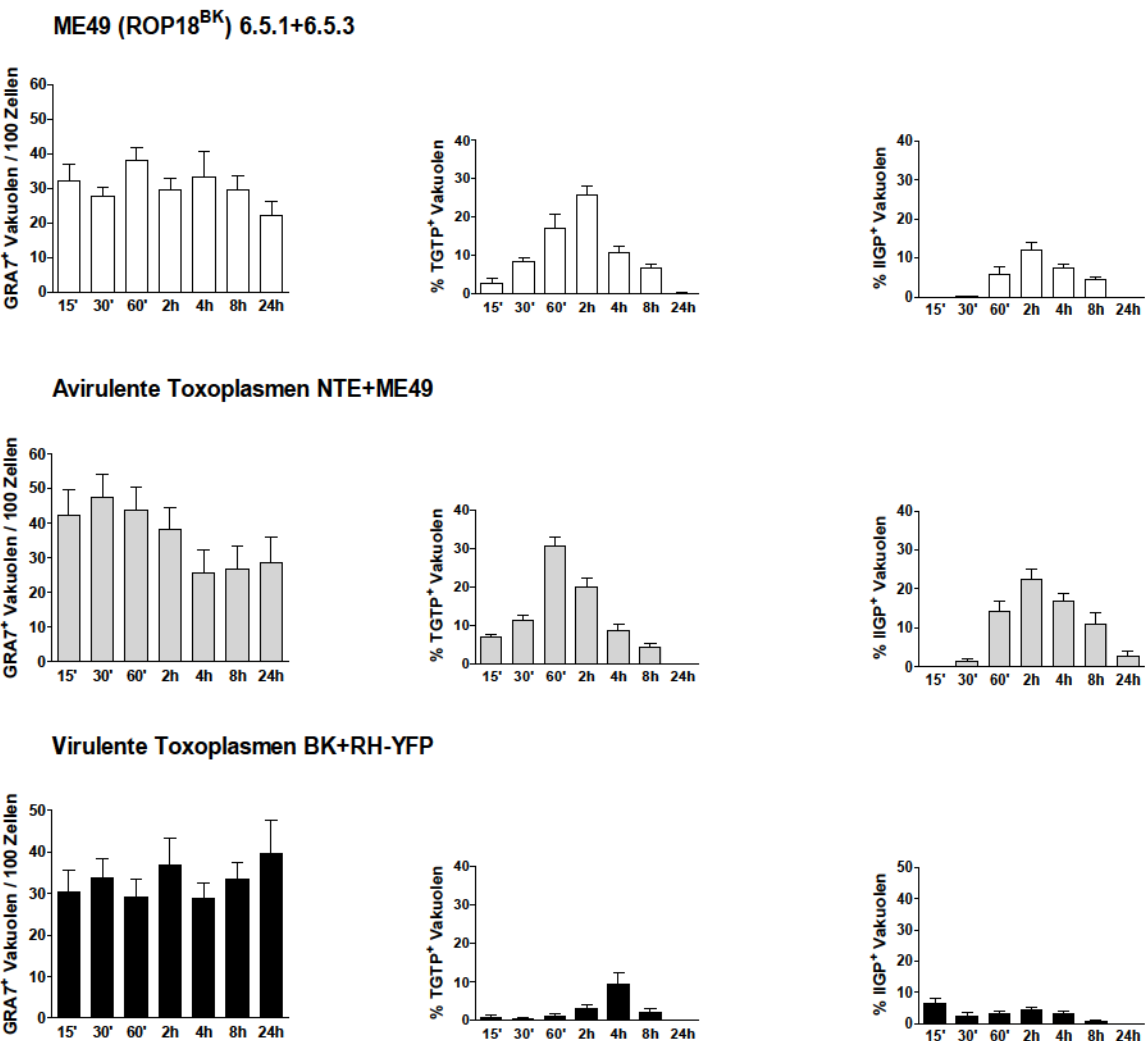 ME49 (ROP18BK) 6.5.1+6.5.3
GRA7+ Vakuolen / 100 Zellen
60
50
40
30
20
10
0
15' 30' 60' 2h 4h 8h 24h
% TGTP+ Vakuolen
40
30
20
10
0
15' 30' 60' 2h 4h 8h 24h
% IIGP+ Vakuolen
40
30
20
10
0
15' 30' 60' 2h 4h 8h 24h
Avirulente Toxoplasmen NTE+ME49
GRA7+ Vakuolen / 100 Zellen
60
50
40
30
20
10
0
15' 30' 60' 2h 4h 8h 24h
% TGTP+ Vakuolen
40
30
20
10
0
15' 30' 60' 2h 4h 8h 24h
% IIGP+ Vakuolen
40
30
20
10
0
15' 30' 60' 2h 4h 8h 24h
Virulente Toxoplasmen BK+RH-YFP
GRA7+ Vakuolen / 100 Zellen
50
40
30
20
10
0
15' 30' 60' 2h 4h 8h 24h
% TGTP+ Vakuolen
40
30
20
10
0
15' 30' 60' 2h 4h 8h 24h
% IIGP+ Vakuolen
50
40
30
20
10
0
15' 30' 60' 2h 4h 8h 24h